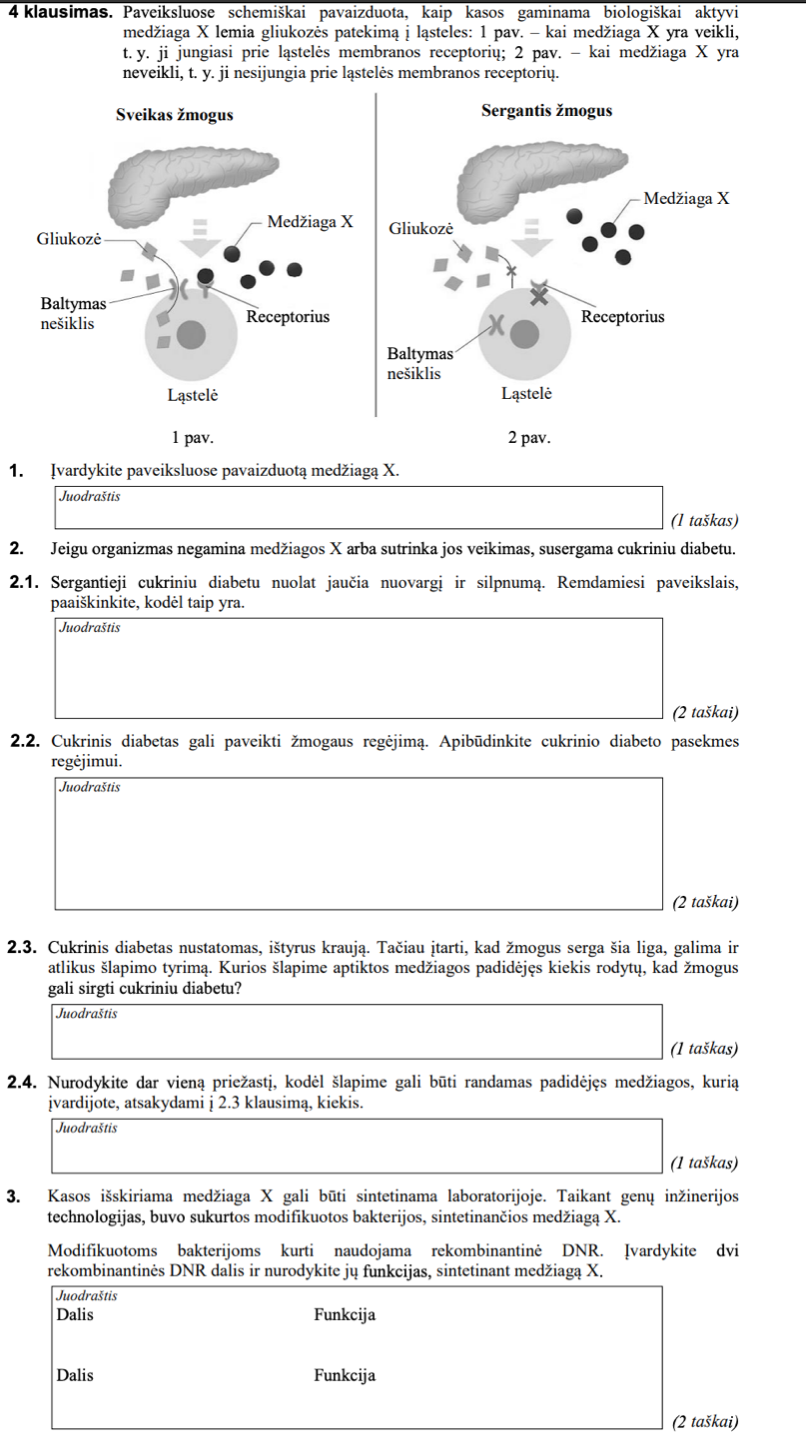 4 klausimas. Paveiksluose schemiškai pavaizduota, kaip kasos gaminama biologiškai aktyvi
medžiaga X lemia gliukozės patekimą į ląsteles: 1 pav. – kai medžiaga X yra veikli,
t. y. ji jungiasi prie ląstelės membranos receptorių; 2 pav. – kai medžiaga X yra
neveikli, t. y. ji nesijungia prie ląstelės membranos receptorių.
Sveikas žmogus
Gliukozė
Medžiaga X
Baltymas
nešiklis
Receptorius
Ląstelė
1 pav.
Sergantis žmogus
Medžiaga X
Gliukozė
Receptorius
Baltymas
nešiklis
Ląstelė
2 pav.
1. Įvardykite paveiksluose pavaizduotą medžiagą X.
Juodraštis
(1 taškas)
2. Jeigu organizmas negamina medžiagos X arba sutrinka jos veikimas, susergama cukriniu diabetu.
2.1. Sergantieji cukriniu diabetu nuolat jaučia nuovargį ir silpnumą. Remdamiesi paveikslais,
paaiškinkite, kodėl taip yra.
Juodraštis
(2 taškai)
2.2. Cukrinis diabetas gali paveikti žmogaus regėjimą. Apibūdinkite cukrinio diabeto pasekmes
regėjimui.
Juodraštis
(2 taškai)
2.3. Cukrinis diabetas nustatomas, ištyrus kraują. Tačiau įtarti, kad žmogus serga šia liga, galima ir
atlikus šlapimo tyrimą. Kurios šlapime aptiktos medžiagos padidėjęs kiekis rodytų, kad žmogus
gali sirgti cukriniu diabetu?
Juodraštis
(1 taškas)
2.4. Nurodykite dar vieną priežastį, kodėl šlapime gali būti randamas padidėjęs medžiagos, kurią
įvardijote, atsakydami į 2.3 klausimą, kiekis.
Juodraštis
(1 taškas)
3. Kasos išskiriama medžiaga X gali būti sintetinama laboratorijoje. Taikant genų inžinerijos
technologijas, buvo sukurtos modifikuotos bakterijos, sintetinančios medžiagą X.
Modifikuotoms bakterijoms kurti naudojama rekombinantinė DNR. Įvardykite dvi
rekombinantinės DNR dalis ir nurodykite jų funkcijas, sintetinant medžiagą X.
Juodraštis
Dalis Funkcija
Dalis Funkcija
(2 taškai)